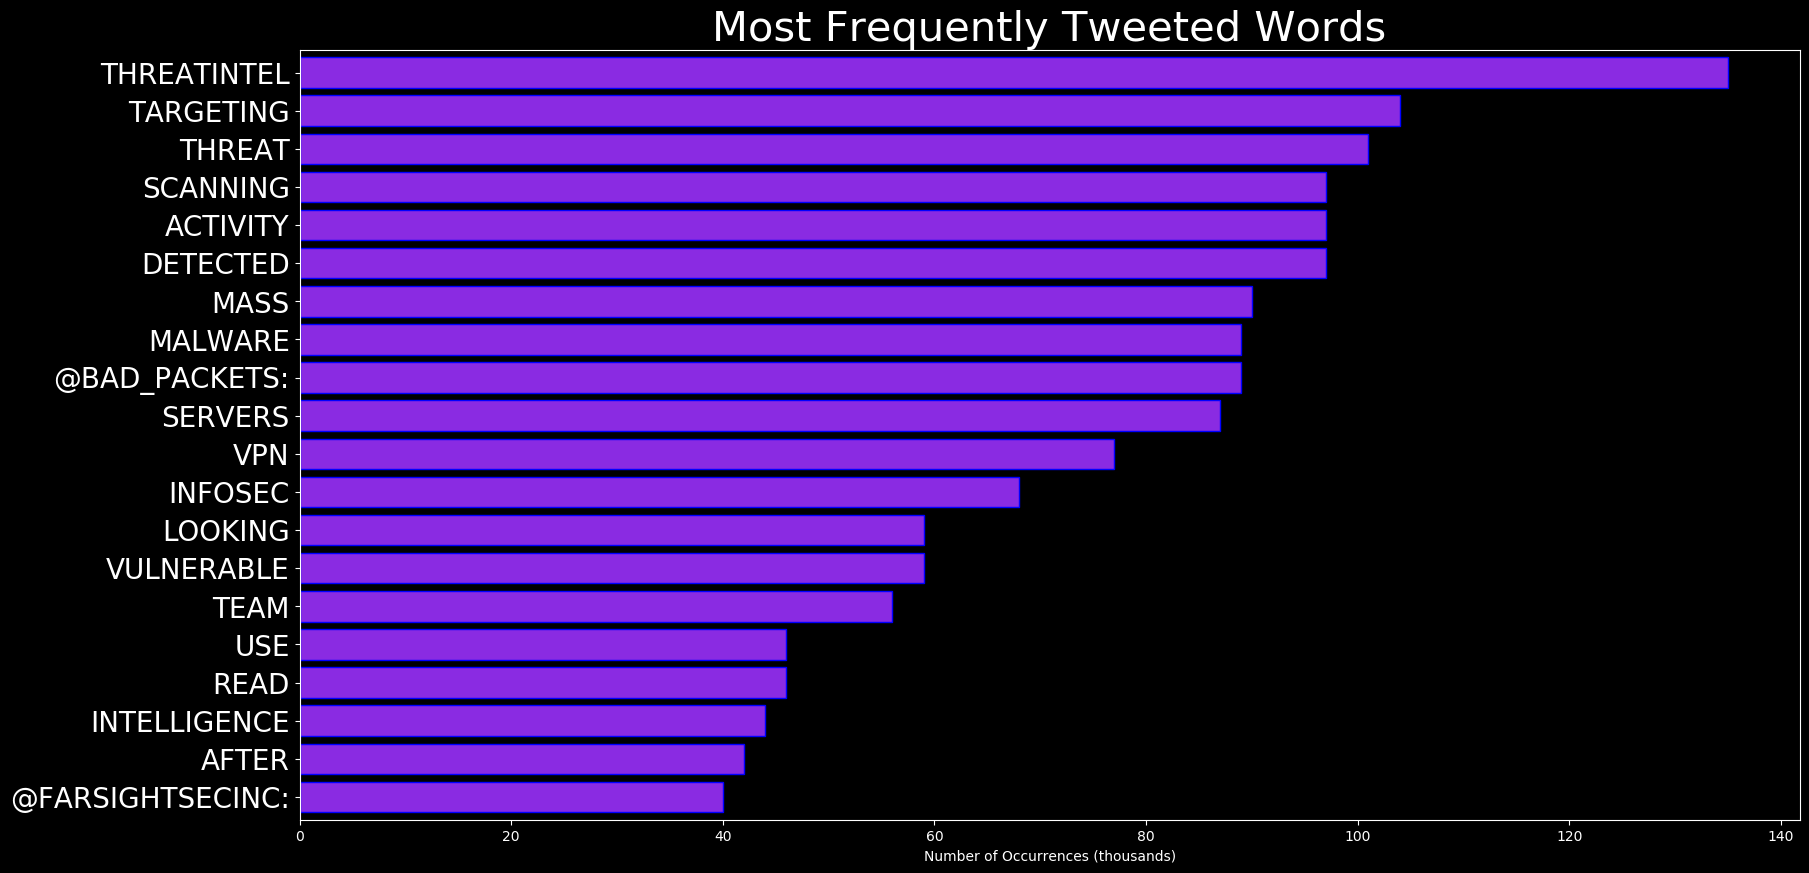 Most Frequently Tweeted Words
THREATINTEL
TARGETING
THREAT
SCANNING
ACTIVITY
DETECTED
MASS
MALWARE
@BAD_PACKETS:
SERVERS
VPN
INFOSEC
LOOKING
VULNERABLE
TEAM
USE
READ
INTELLIGENCE
AFTER
@FARSIGHTSECINC:
0 20 40 60 80 100 120 140
Number of Occurrences (thousands)